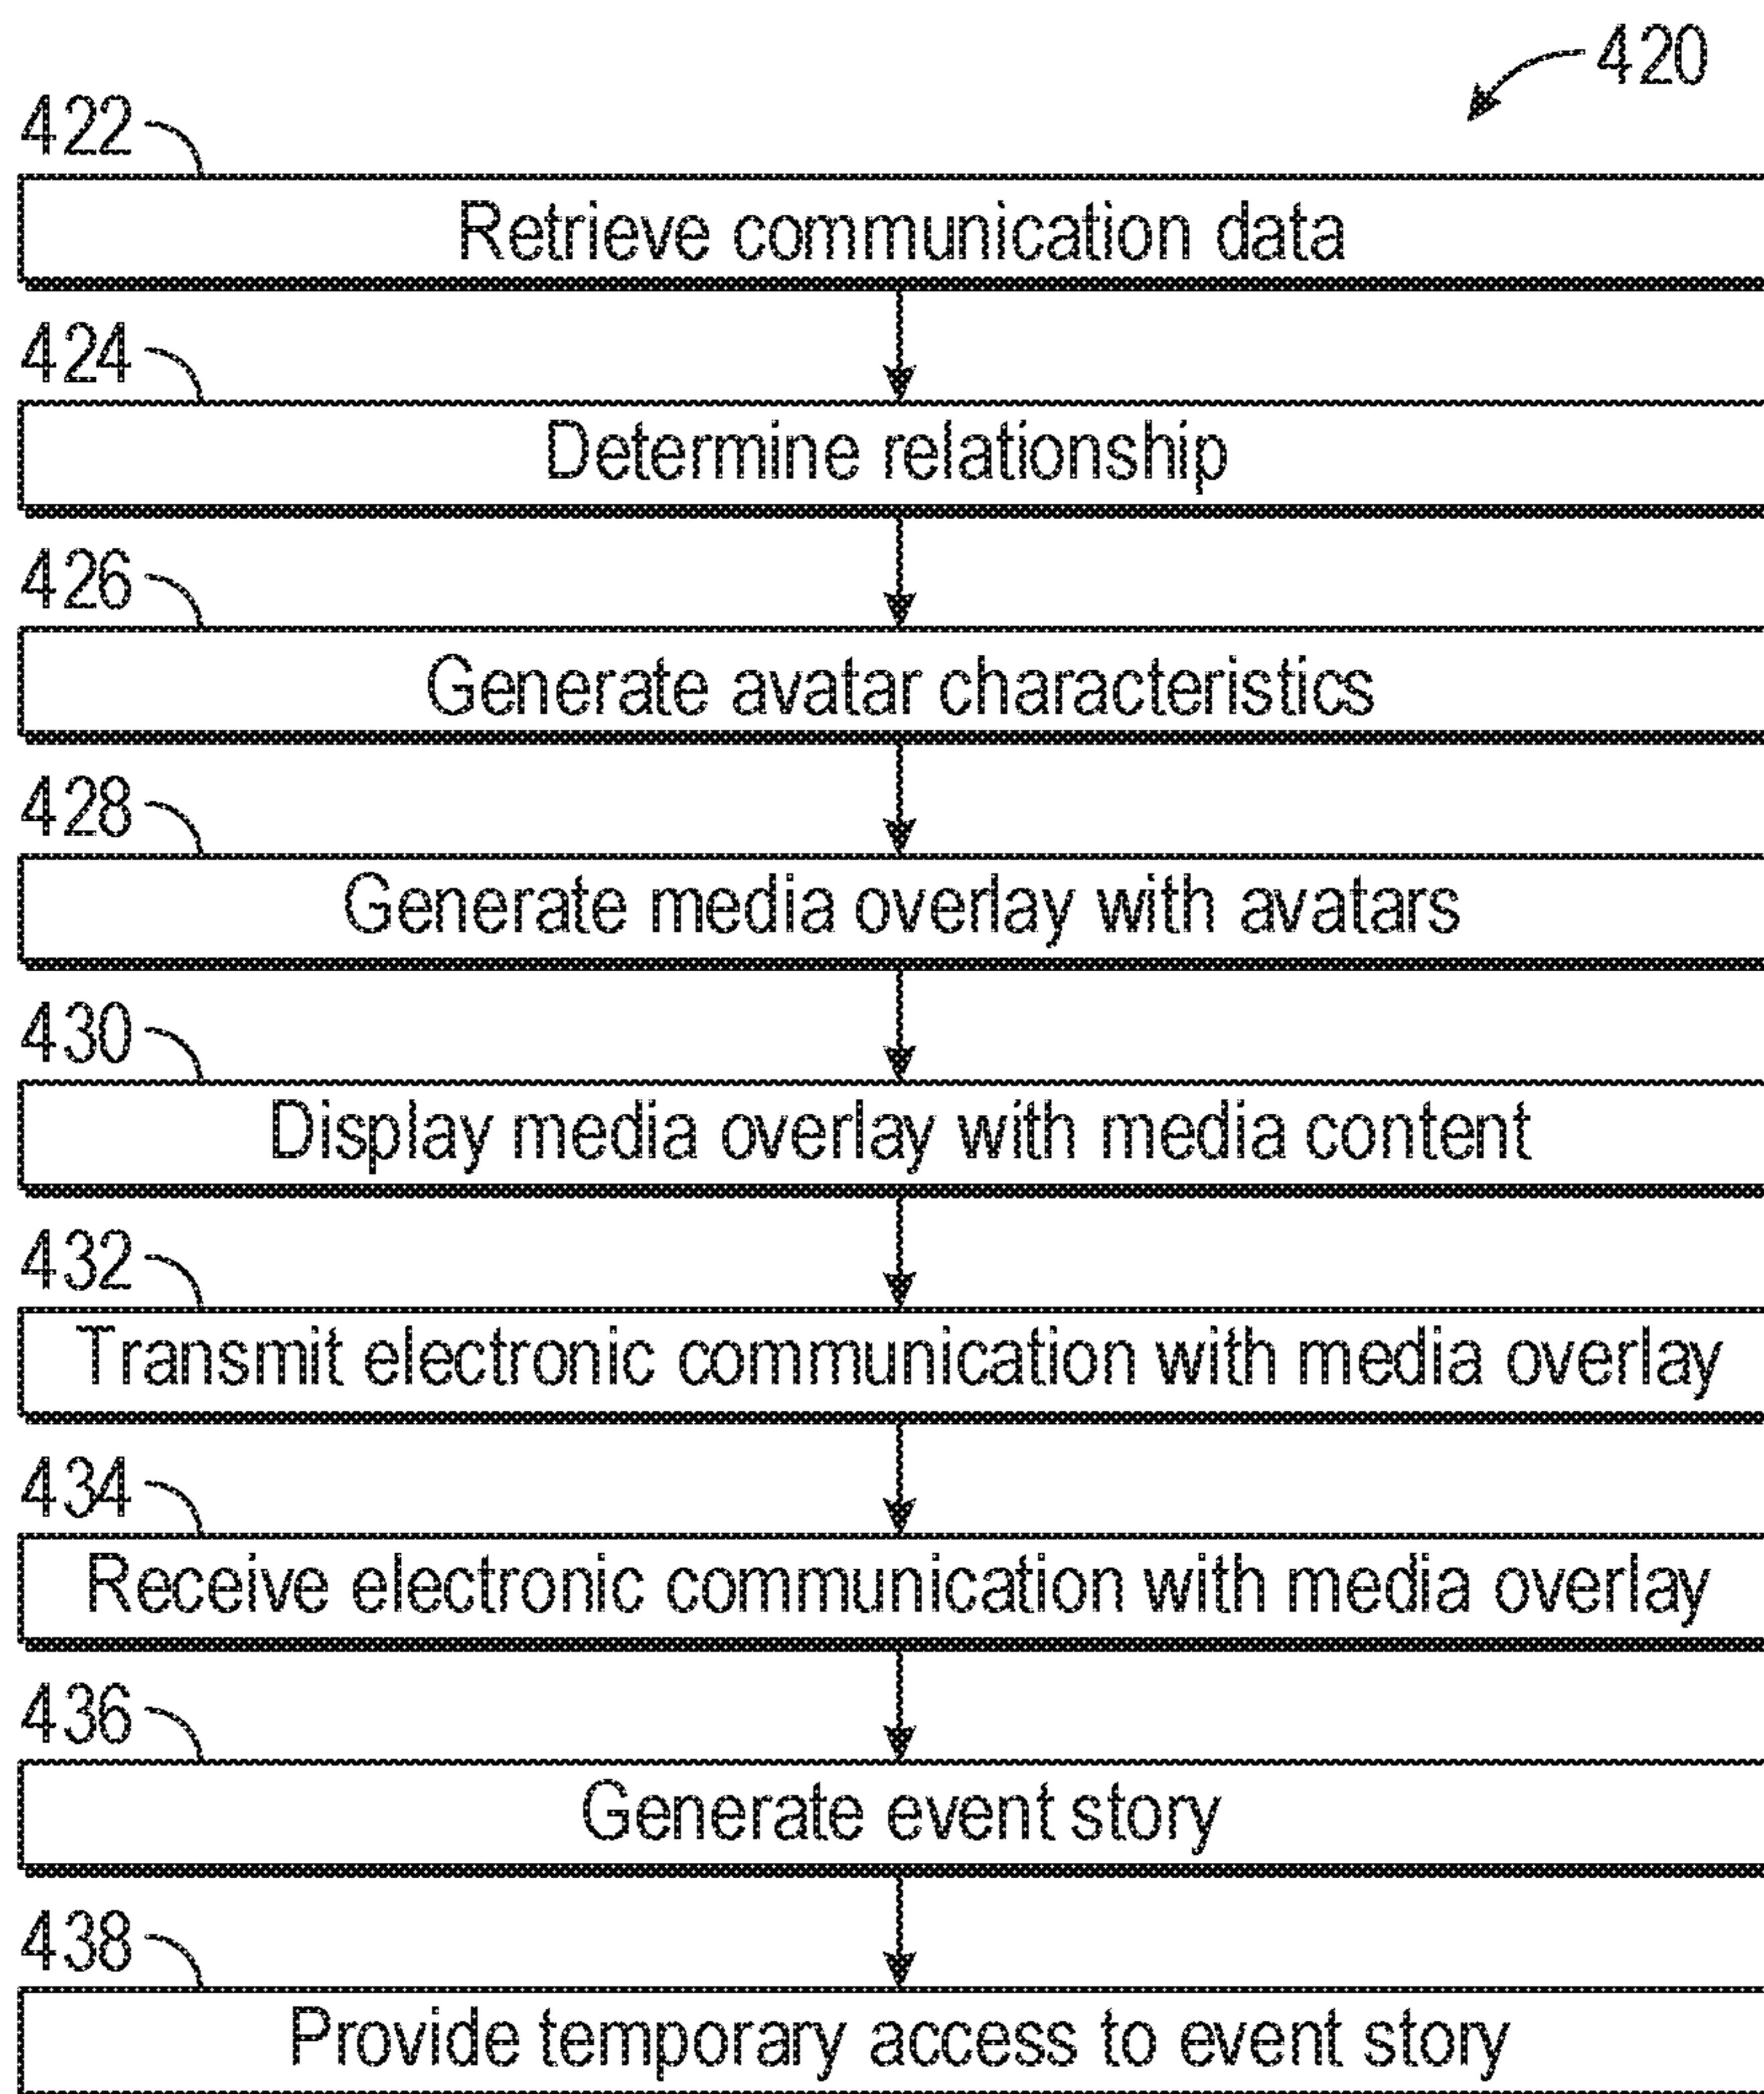 420
422
Retrieve communication data
424
Determine relationship
426
Generate avatar characteristics
428
Generate media overlay with avatars
430
Display media overlay with media content
432
Transmit electronic communication with media overlay
434
Receive electronic communication with media overlay
436
Generate event story
438
Provide temporary access to event story